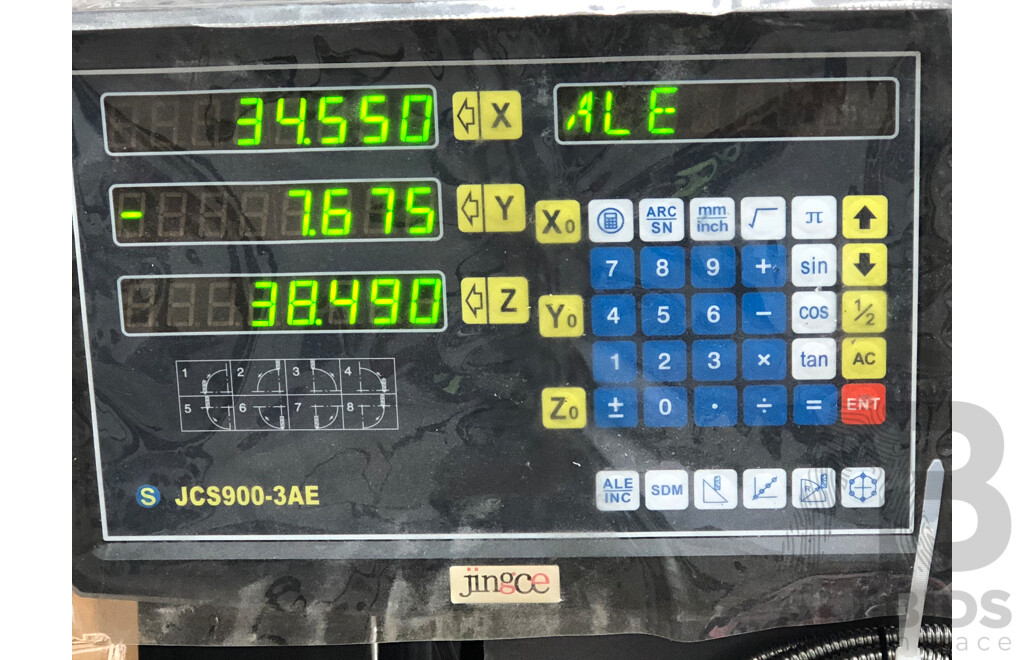 34.550 X ALE
- 7.675 Y
38.490 Z
X0 ARC/SN mm/inch √ π
7 8 9 + sin
Y0 4 5 6 − cos 1/2
1 2 3 × tan AC
Z0 ± 0 . ÷ = ENT
1 2 3 4
5 6 7 8
S JCS900-3AE
ALE/INC SDM
jingce
B